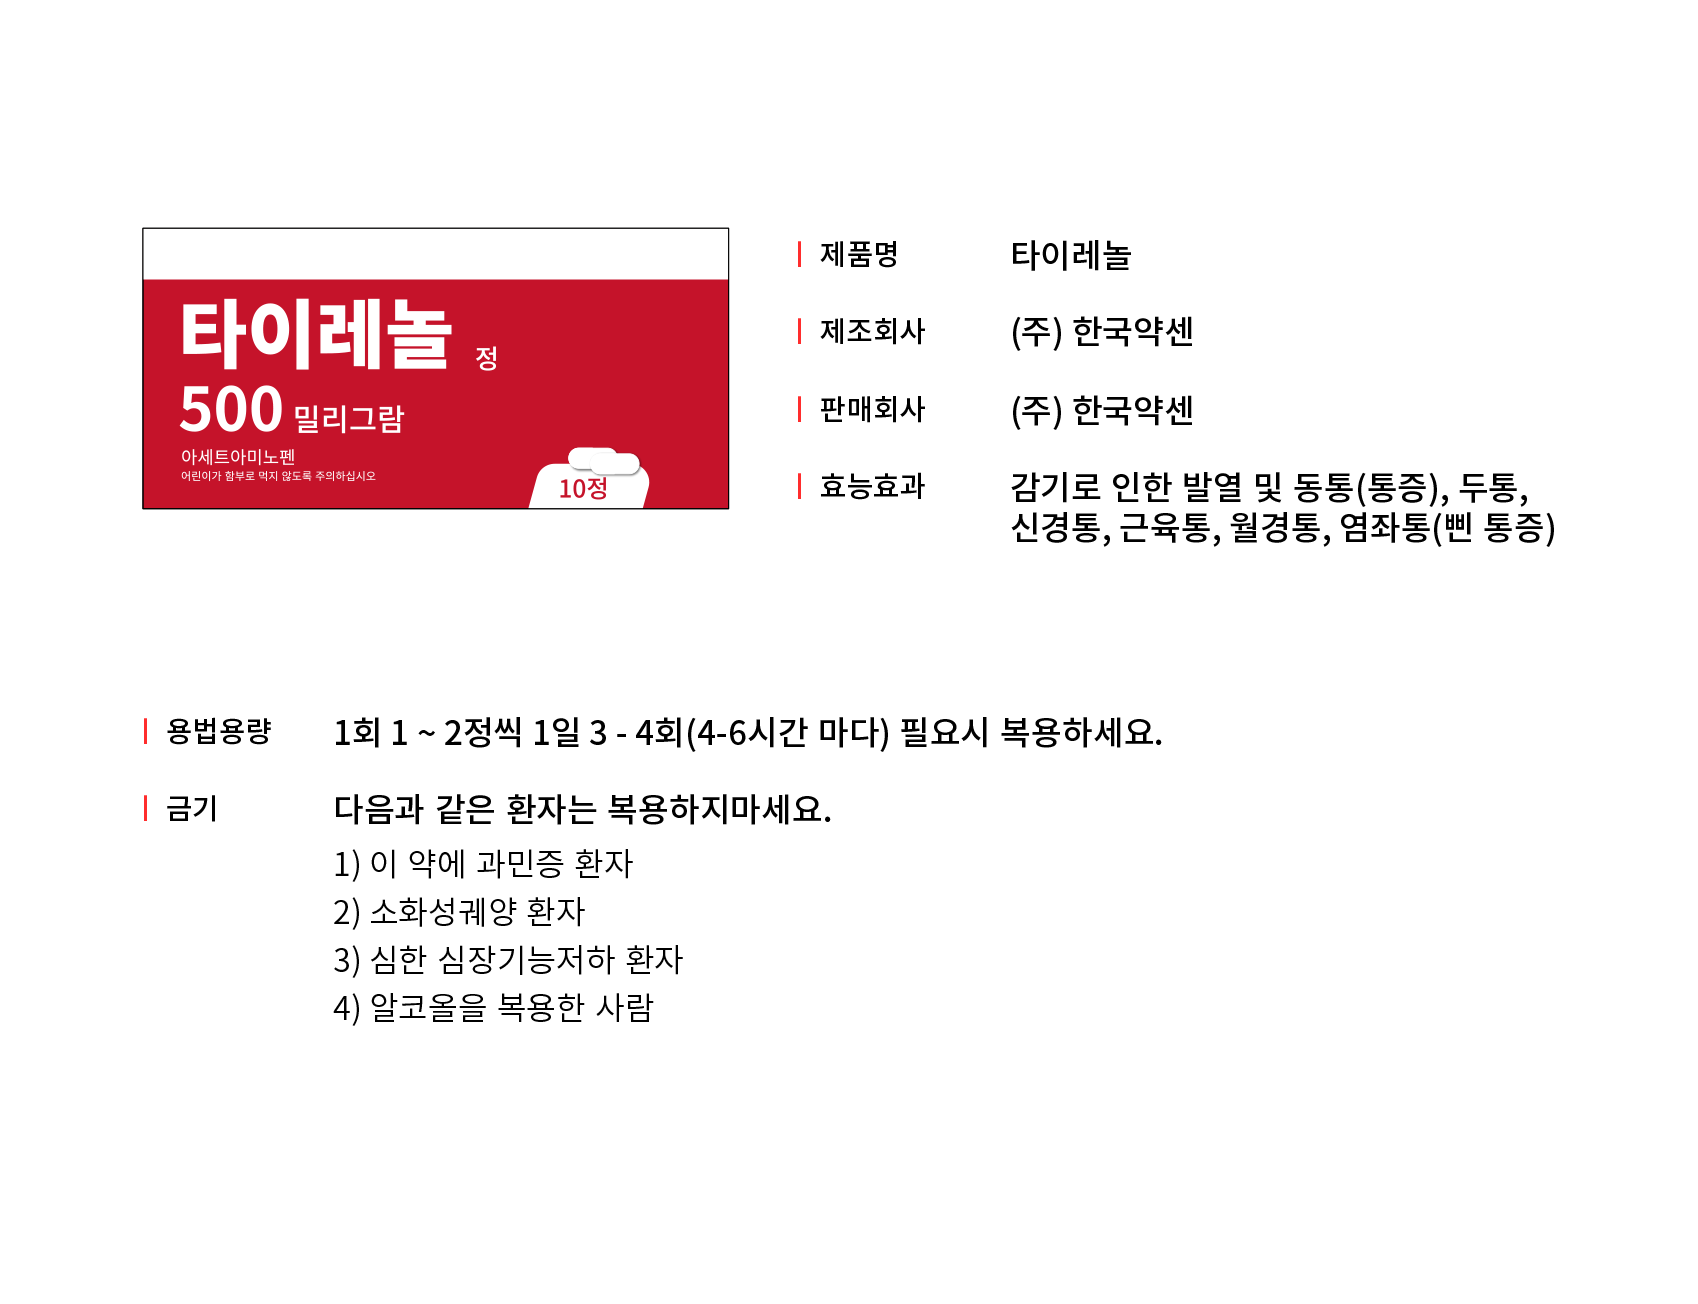 타이레놀 정
500 밀리그람
아세트아미노펜
어린이가 함부로 먹지 않도록 주의하십시오
10정
제품명 타이레놀
제조회사 (주) 한국약센
판매회사 (주) 한국약센
효능효과 감기로 인한 발열 및 동통(통증), 두통,
신경통, 근육통, 월경통, 염좌통(삔 통증)
용법용량 1회 1 ~ 2정씩 1일 3 - 4회(4-6시간 마다) 필요시 복용하세요.
금기 다음과 같은 환자는 복용하지마세요.
1) 이 약에 과민증 환자
2) 소화성궤양 환자
3) 심한 심장기능저하 환자
4) 알코올을 복용한 사람